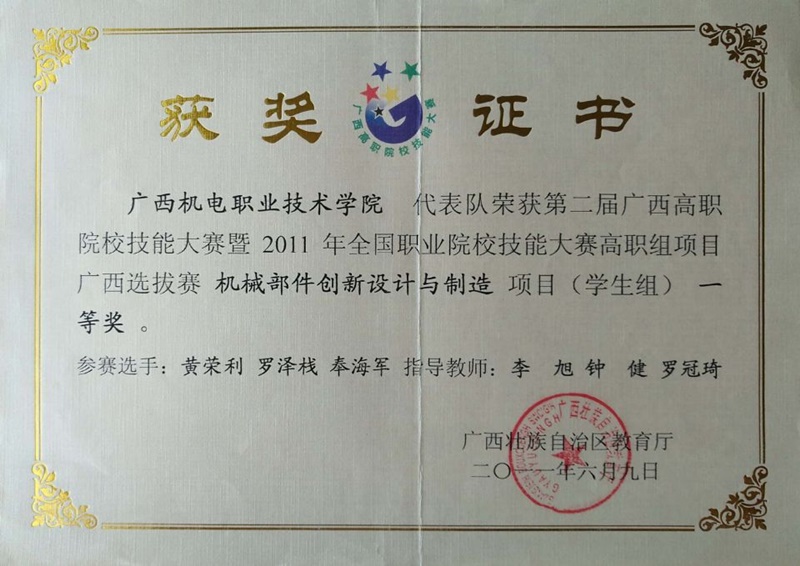 获奖 证书
广西高职院校技能大赛
广西机电职业技术学院 代表队荣获第二届广西高职
院校技能大赛暨 2011 年全国职业院校技能大赛高职组项目
广西选拔赛 机械部件创新设计与制造 项目（学生组） 一
等奖 。
参赛选手：黄荣利 罗泽栈 奉海军 指导教师：李 旭 钟 健 罗冠琦
广西壮族自治区教育厅
二〇一一年六月九日